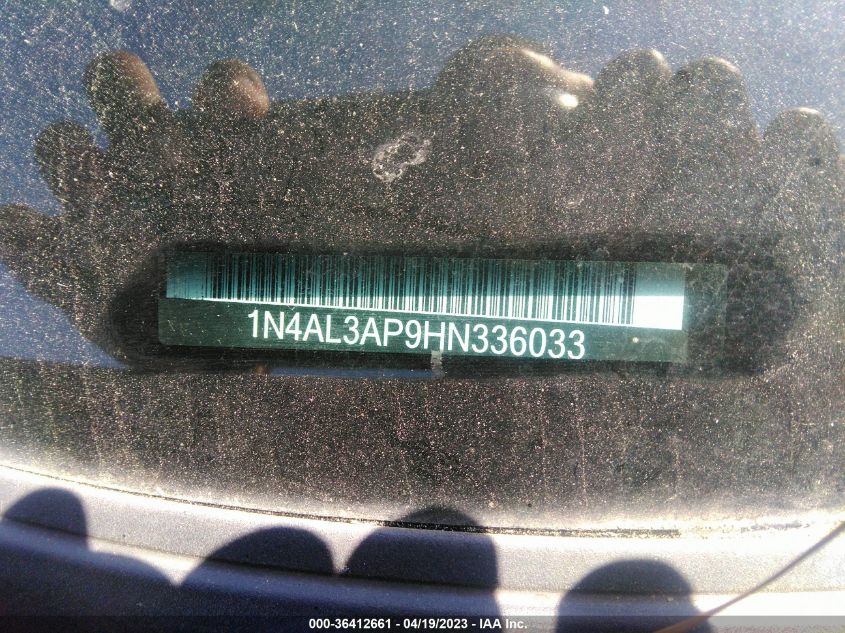 1N4AL3AP9HN336033
000-36412661 - 04/19/2023 - IAA Inc.